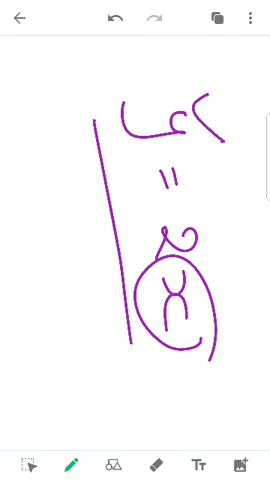 y = 2x